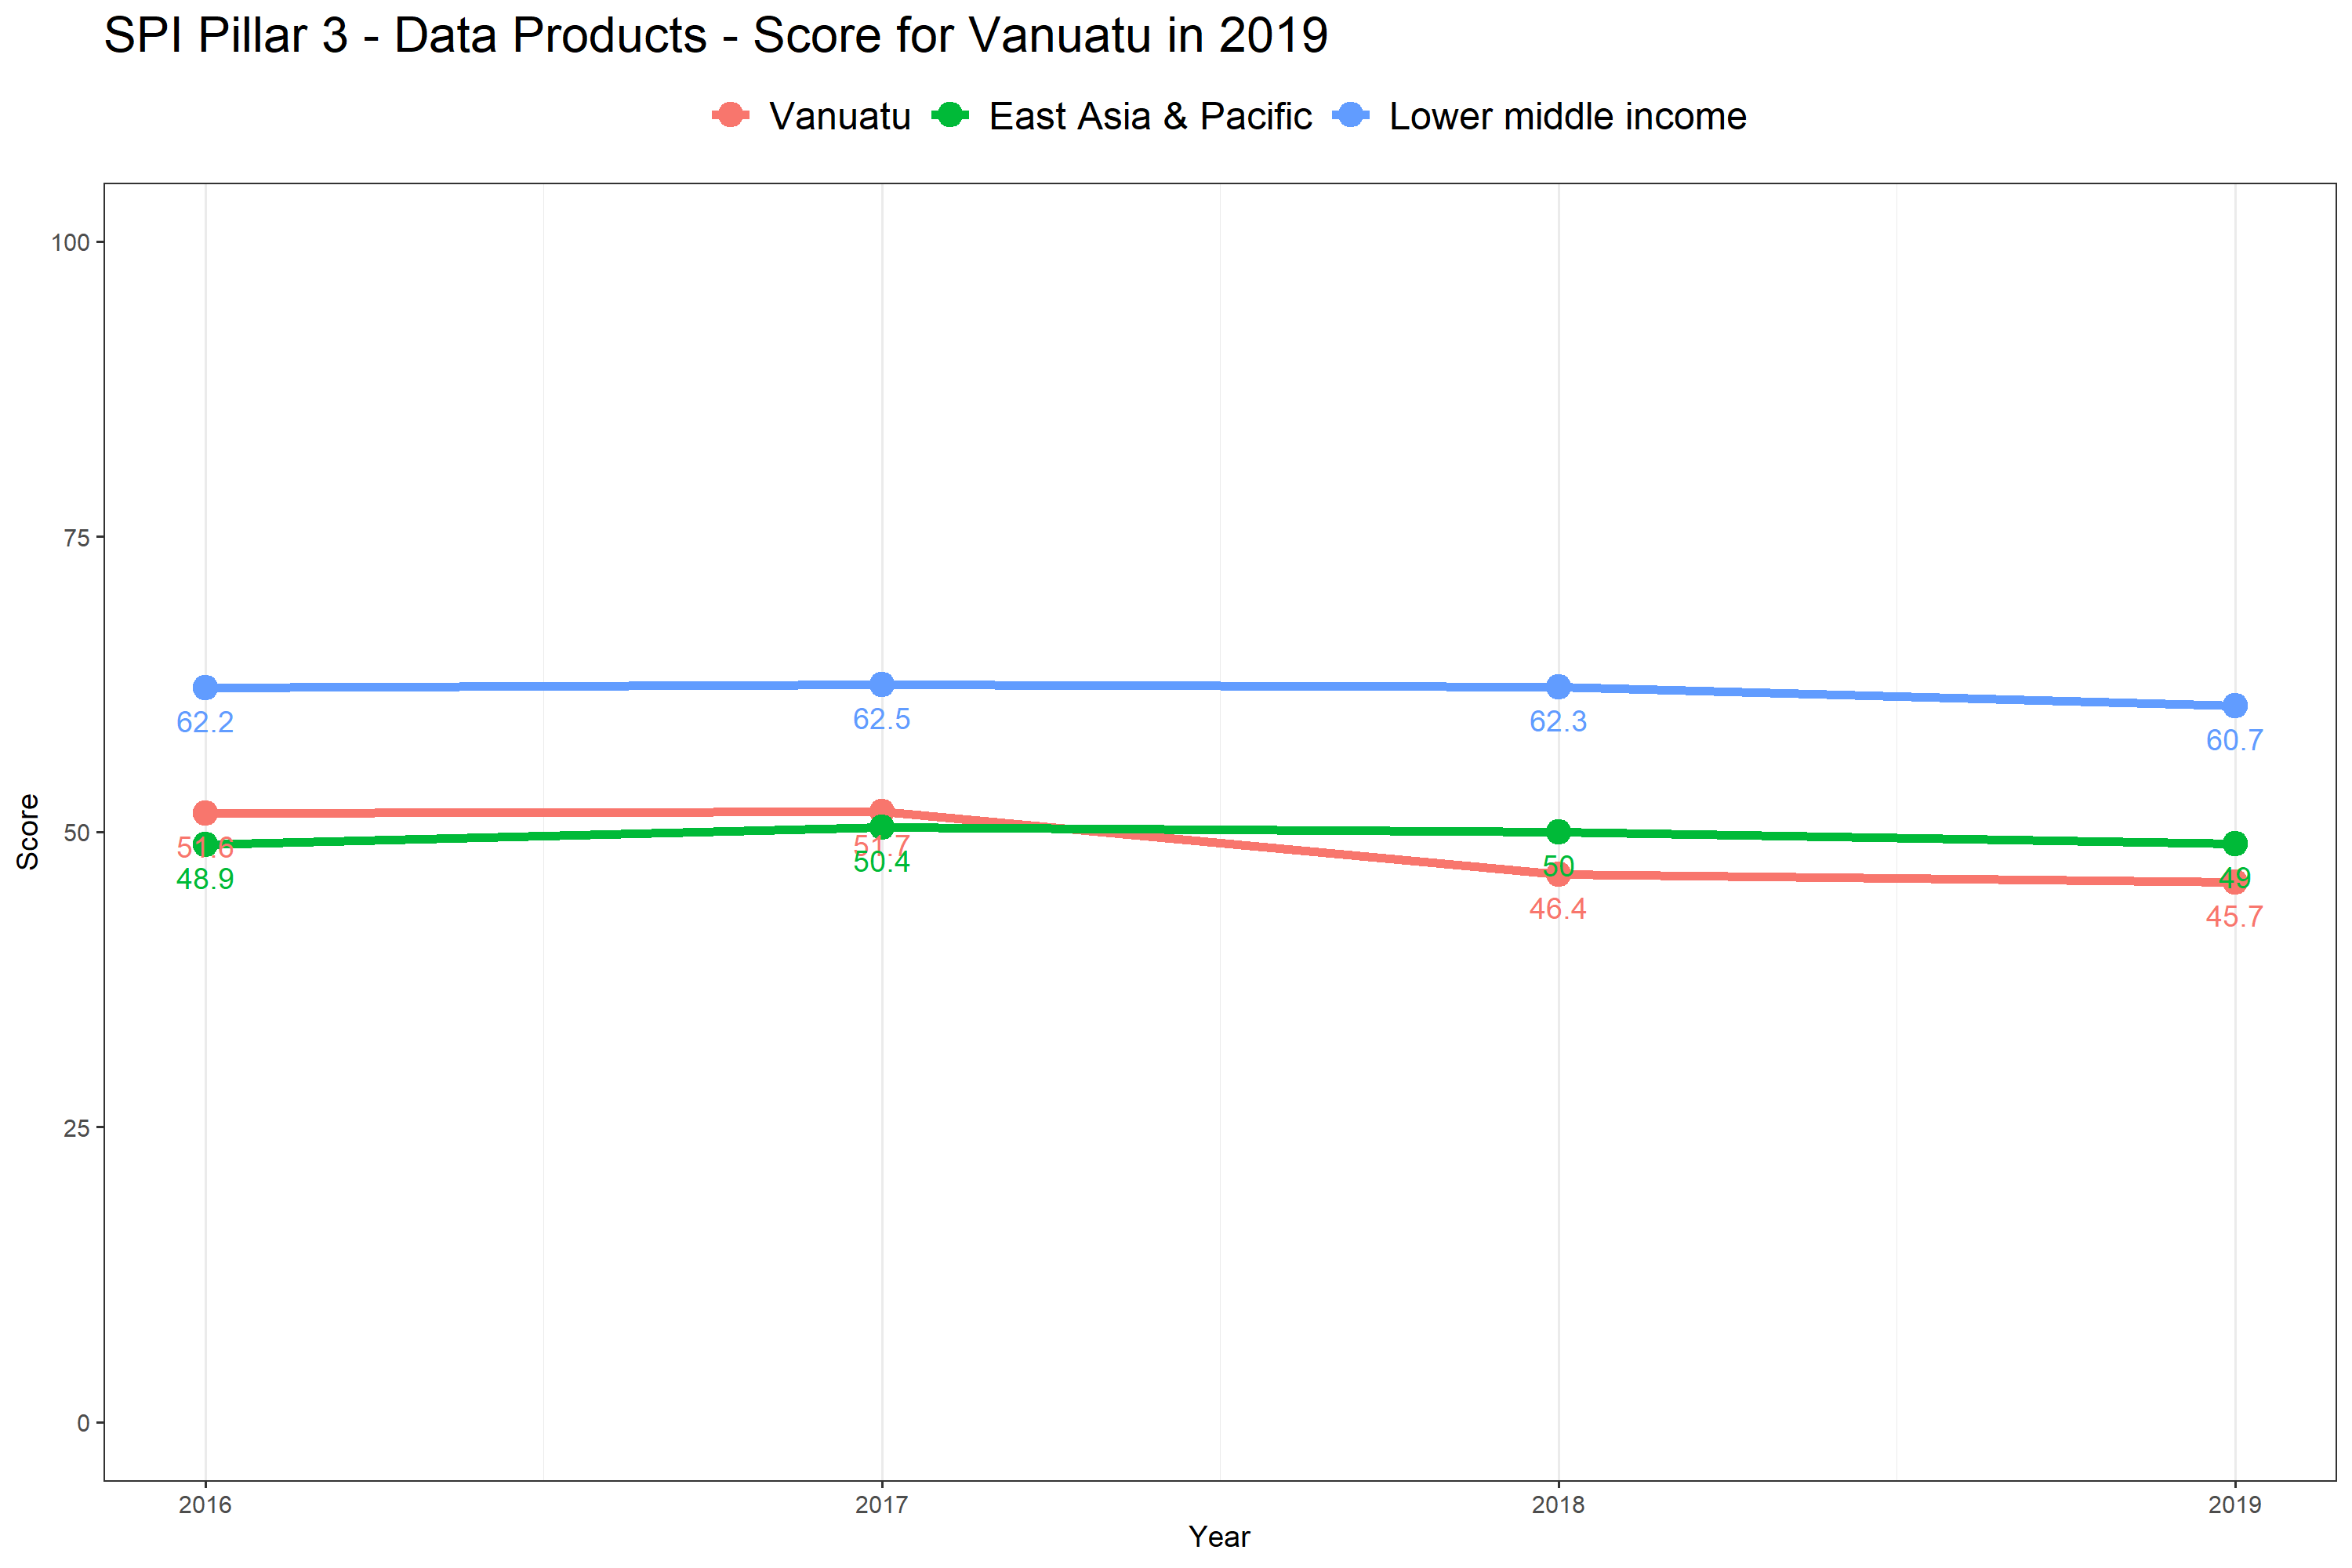 SPI Pillar 3 - Data Products - Score for Vanuatu in 2019
Vanuatu East Asia & Pacific Lower middle income
Score
100
75
50
25
0
62.2 62.5 62.3 60.7
51.6 51.7 50 49
48.9 50.4 46.4 45.7
2016 2017 2018 2019
Year